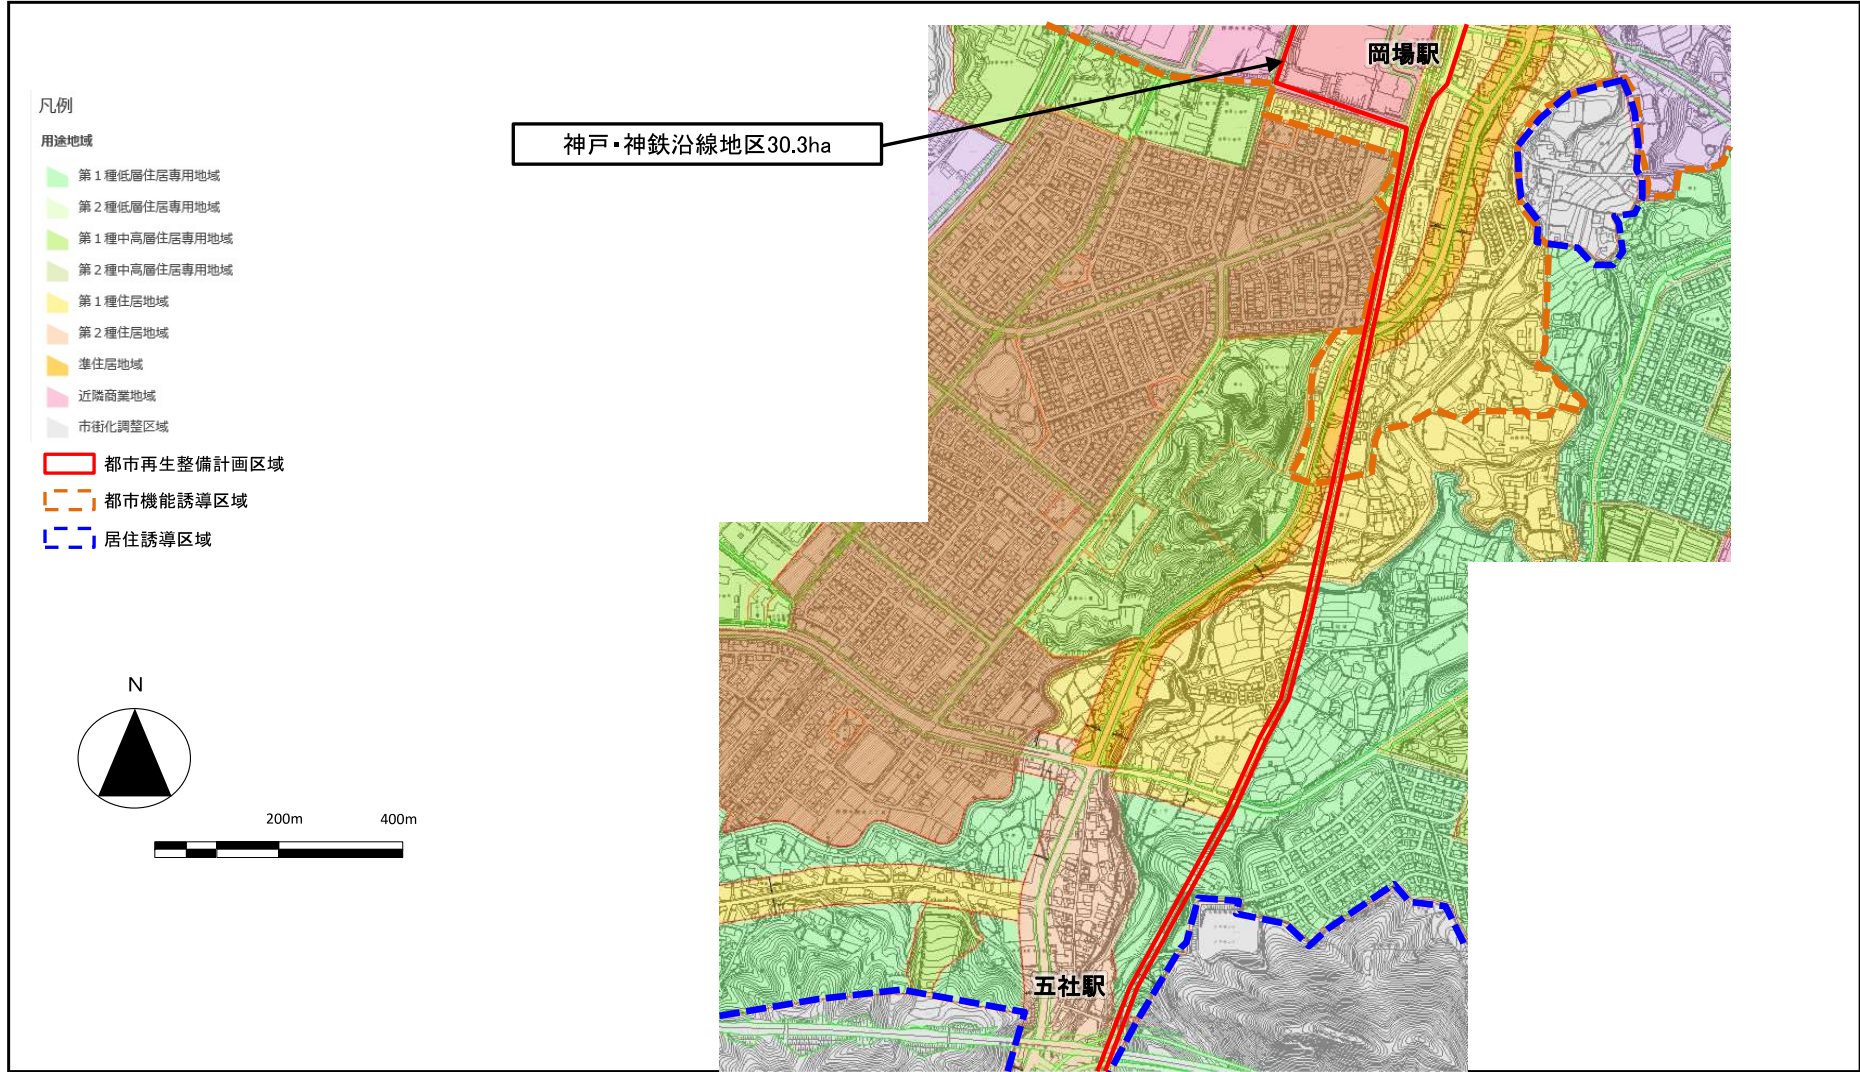 岡場駅
神戸・神鉄沿線地区30.3ha
凡例
用途地域
第1種低層住居専用地域
第2種低層住居専用地域
第1種中高層住居専用地域
第2種中高層住居専用地域
第1種住居地域
第2種住居地域
準住居地域
近隣商業地域
市街化調整区域
都市再生整備計画区域
都市機能誘導区域
居住誘導区域
N
200m
400m
五社駅